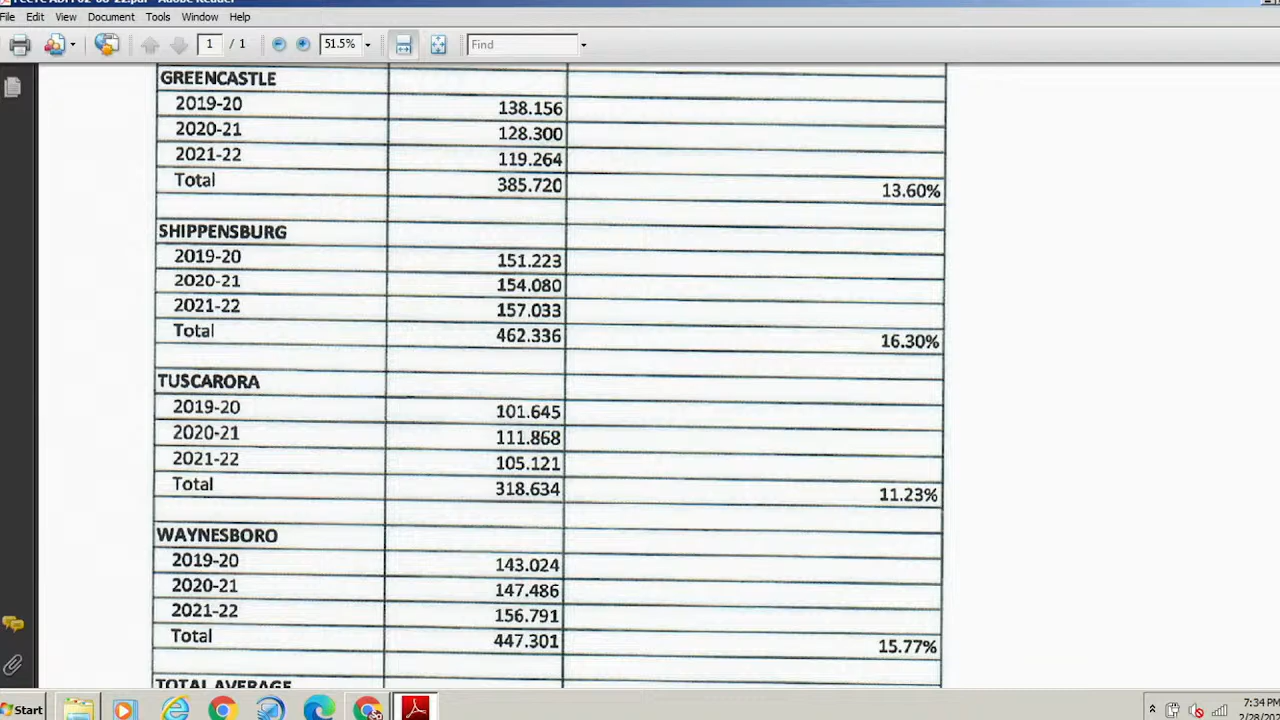 File Edit View Document Tools Window Help
1 / 1 51.5% Find
GREENCASTLE
2019-20 138.156
2020-21 128.300
2021-22 119.264
Total 385.720 13.60%
SHIPPENSBURG
2019-20 151.223
2020-21 154.080
2021-22 157.033
Total 462.336 16.30%
TUSCARORA
2019-20 101.645
2020-21 111.868
2021-22 105.121
Total 318.634 11.23%
WAYNESBORO
2019-20 143.024
2020-21 147.486
2021-22 156.791
Total 447.301 15.77%
TOTAL AVERAGE
Start 7:34 PM